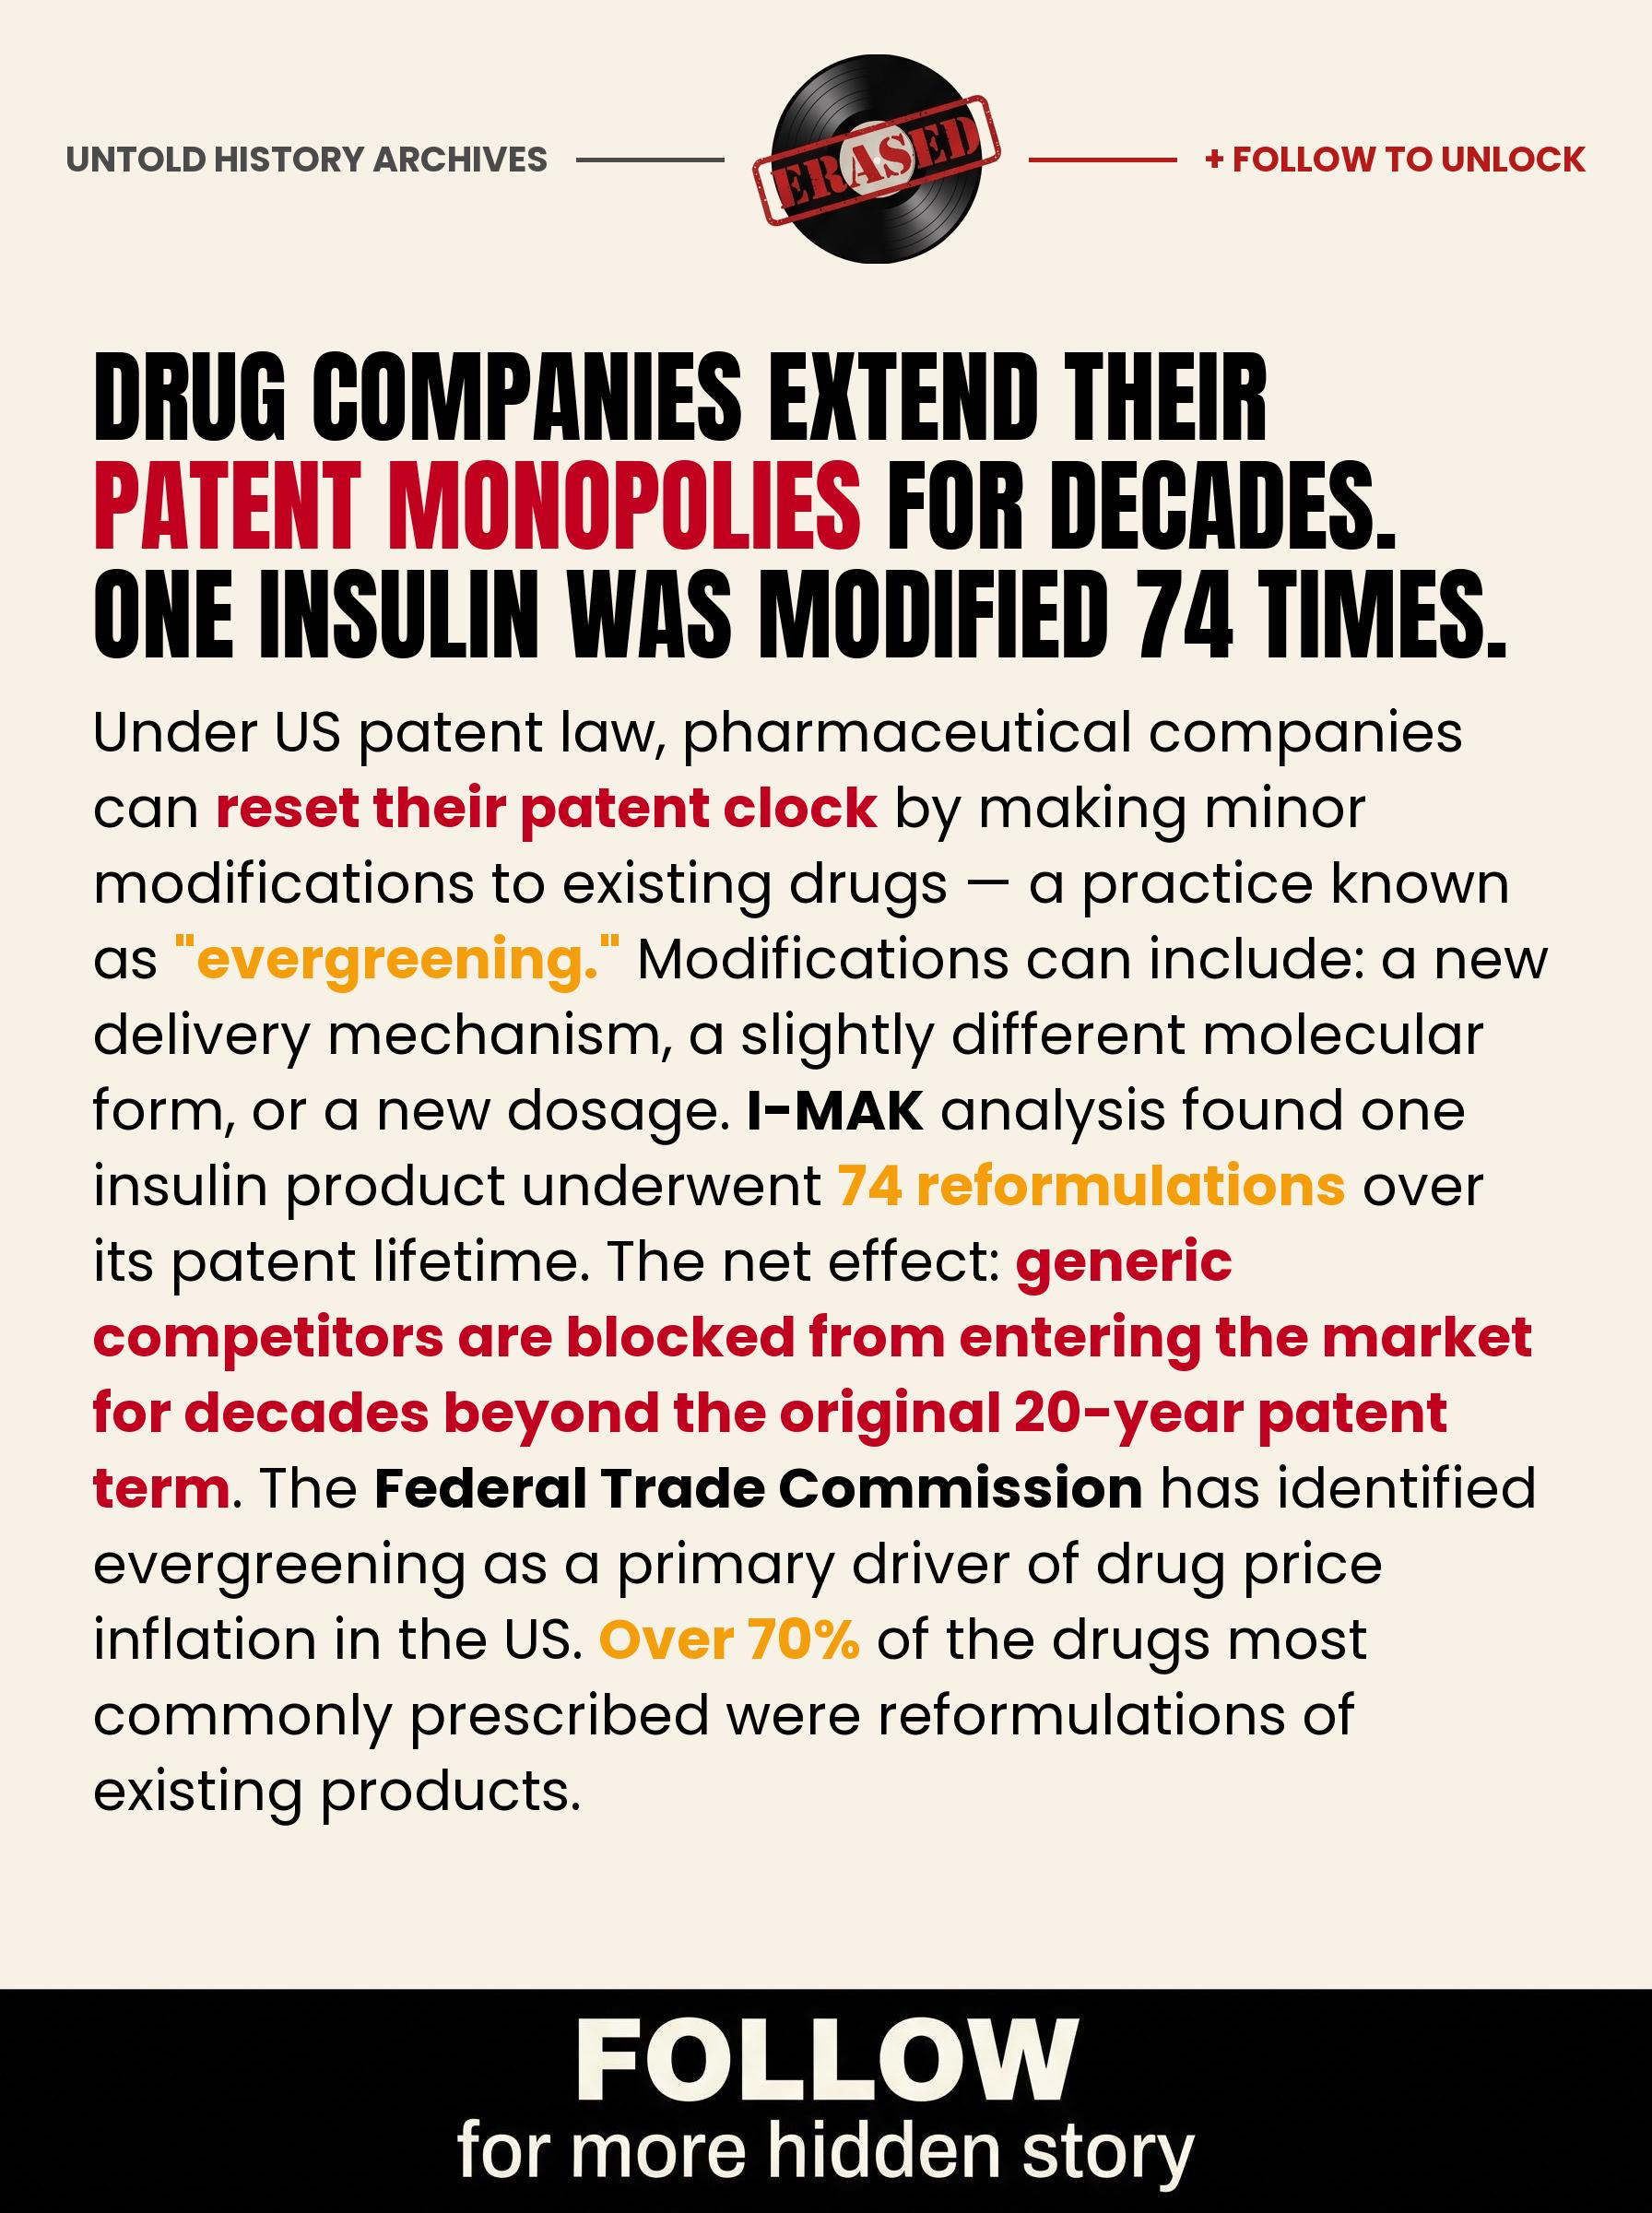 UNTOLD HISTORY ARCHIVES
ERASED
+ FOLLOW TO UNLOCK
DRUG COMPANIES EXTEND THEIR
PATENT MONOPOLIES FOR DECADES.
ONE INSULIN WAS MODIFIED 74 TIMES.
Under US patent law, pharmaceutical companies
can reset their patent clock by making minor
modifications to existing drugs — a practice known
as "evergreening." Modifications can include: a new
delivery mechanism, a slightly different molecular
form, or a new dosage. I-MAK analysis found one
insulin product underwent 74 reformulations over
its patent lifetime. The net effect: generic
competitors are blocked from entering the market
for decades beyond the original 20-year patent
term. The Federal Trade Commission has identified
evergreening as a primary driver of drug price
inflation in the US. Over 70% of the drugs most
commonly prescribed were reformulations of
existing products.
FOLLOW
for more hidden story